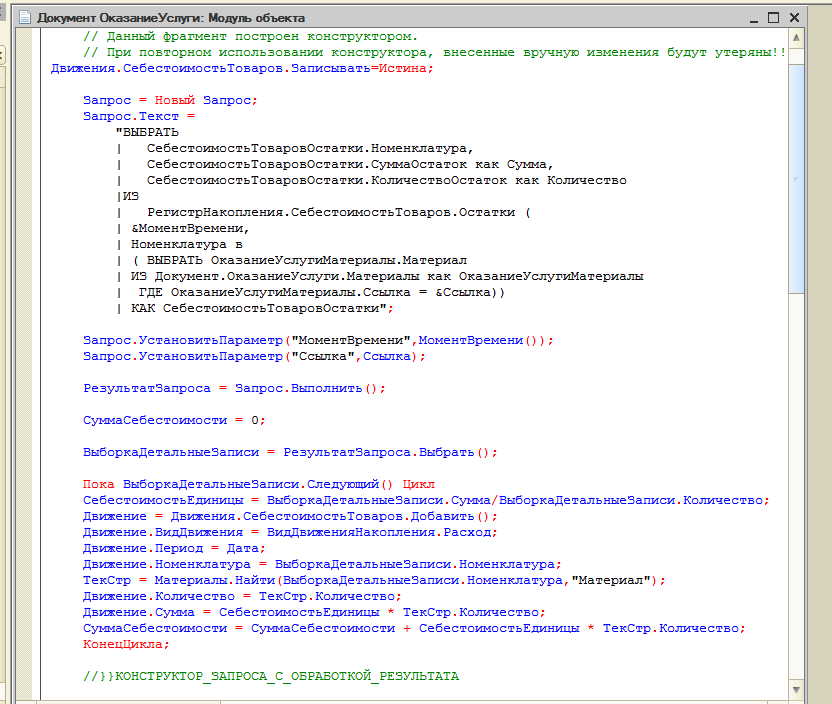 Документ ОказаниеУслуги: Модуль объекта
// Данный фрагмент построен конструктором.
// При повторном использовании конструктора, внесенные вручную изменения будут утеряны!!
Движения.СебестоимостьТоваров.Записывать=Истина;
Запрос = Новый Запрос;
Запрос.Текст =
"ВЫБРАТЬ
|   СебестоимостьТоваровОстатки.Номенклатура,
|   СебестоимостьТоваровОстатки.СуммаОстаток как Сумма,
|   СебестоимостьТоваровОстатки.КоличествоОстаток как Количество
|ИЗ
|   РегистрНакопления.СебестоимостьТоваров.Остатки (
| &МоментВремени,
| Номенклатура в
| ( ВЫБРАТЬ ОказаниеУслугиМатериалы.Материал
| ИЗ Документ.ОказаниеУслуги.Материалы как ОказаниеУслугиМатериалы
|  ГДЕ ОказаниеУслугиМатериалы.Ссылка = &Ссылка))
| КАК СебестоимостьТоваровОстатки";
Запрос.УстановитьПараметр("МоментВремени",МоментВремени());
Запрос.УстановитьПараметр("Ссылка",Ссылка);
РезультатЗапроса = Запрос.Выполнить();
СуммаСебестоимости = 0;
ВыборкаДетальныеЗаписи = РезультатЗапроса.Выбрать();
Пока ВыборкаДетальныеЗаписи.Следующий() Цикл
СебестоимостьЕдиницы = ВыборкаДетальныеЗаписи.Сумма/ВыборкаДетальныеЗаписи.Количество;
Движение = Движения.СебестоимостьТоваров.Добавить();
Движение.ВидДвижения = ВидДвиженияНакопления.Расход;
Движение.Период = Дата;
Движение.Номенклатура = ВыборкаДетальныеЗаписи.Номенклатура;
ТекСтр = Материалы.Найти(ВыборкаДетальныеЗаписи.Номенклатура,"Материал");
Движение.Количество = ТекСтр.Количество;
Движение.Сумма = СебестоимостьЕдиницы * ТекСтр.Количество;
СуммаСебестоимости = СуммаСебестоимости + СебестоимостьЕдиницы * ТекСтр.Количество;
КонецЦикла;
//}}КОНСТРУКТОР_ЗАПРОСА_С_ОБРАБОТКОЙ_РЕЗУЛЬТАТА